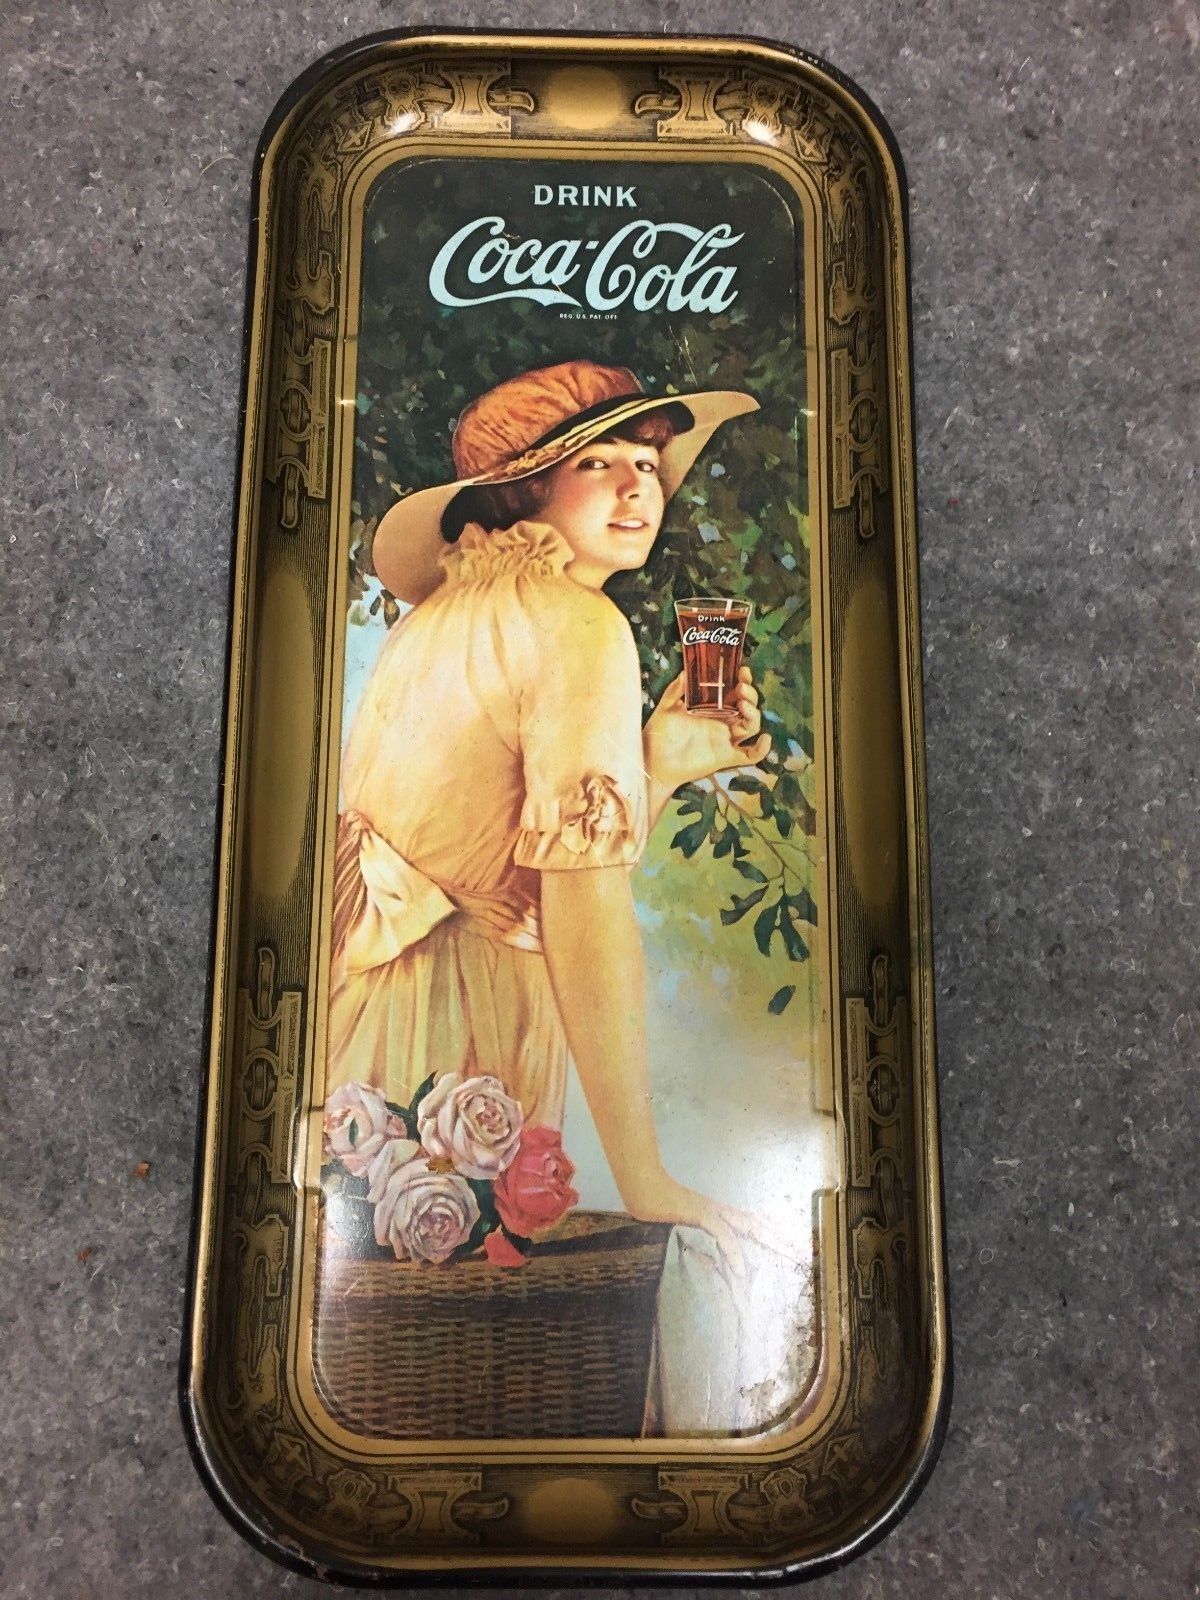 DRINK
Coca-Cola
REG. U.S. PAT. OFF.
Drink
Coca-Cola